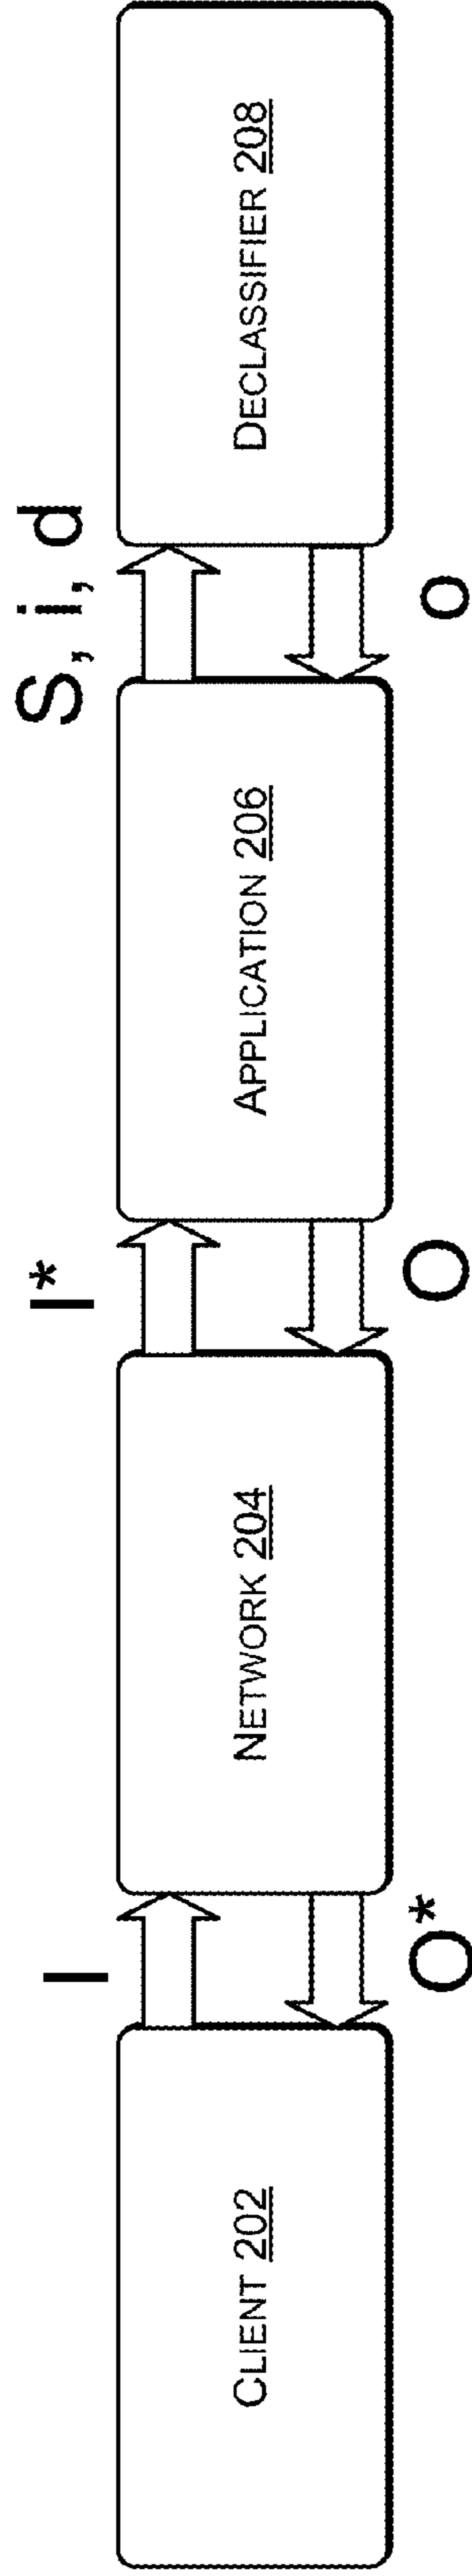 I
I*
S, i, d
CLIENT 202
NETWORK 204
APPLICATION 206
DECLASSIFIER 208
O*
O
o